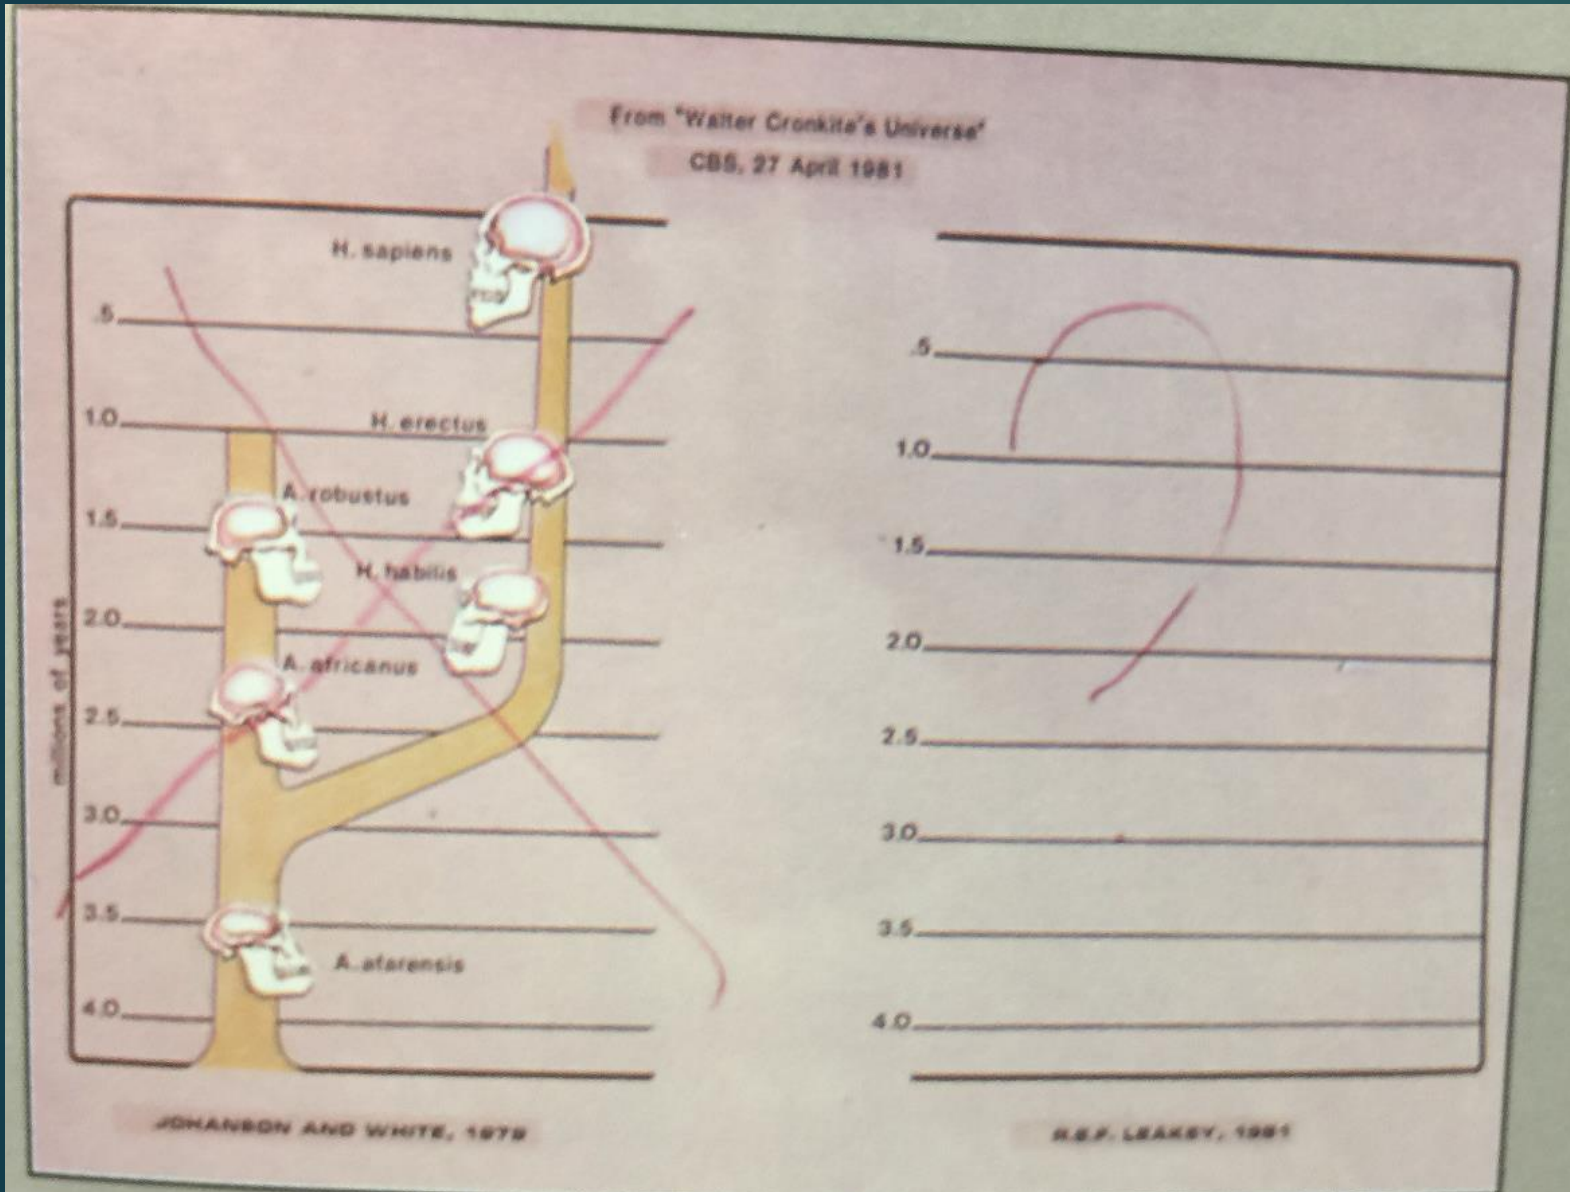 From "Walter Cronkite's Universe"
CBS, 27 April 1981
H. sapiens
.5
1.0
H. erectus
A. robustus
1.5
H. habilis
2.0
A. africanus
2.5
3.0
3.5
A. afarensis
4.0
millions of years
JOHANSON AND WHITE, 1979
.5
1.0
1.5
2.0
2.5
3.0
3.5
4.0
R.E.F. LEAKEY, 1981